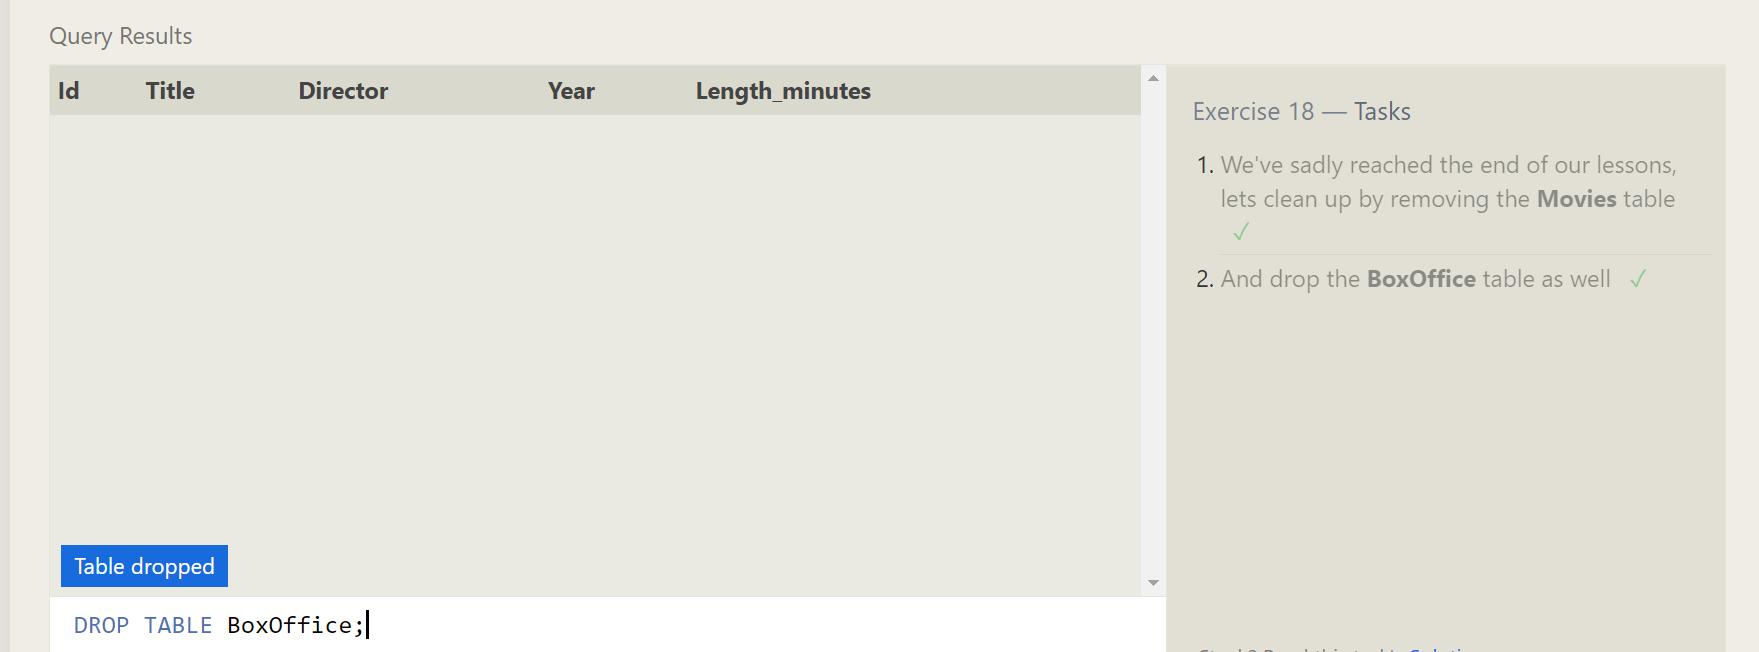 Query Results
Id Title Director Year Length_minutes
Table dropped
DROP TABLE BoxOffice;
Exercise 18 — Tasks
1. We've sadly reached the end of our lessons,
lets clean up by removing the Movies table
✓
2. And drop the BoxOffice table as well ✓